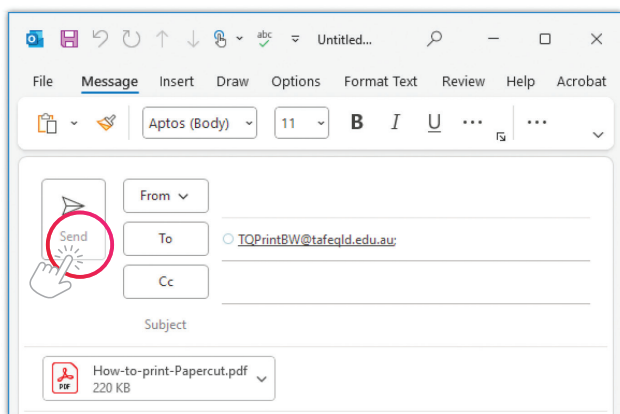 abc Untitled...
File Message Insert Draw Options Format Text Review Help Acrobat
Aptos (Body) 11 B I U
From
Send To TQPrintBW@tafeqld.edu.au;
Cc
Subject
PDF How-to-print-Papercut.pdf
220 KB